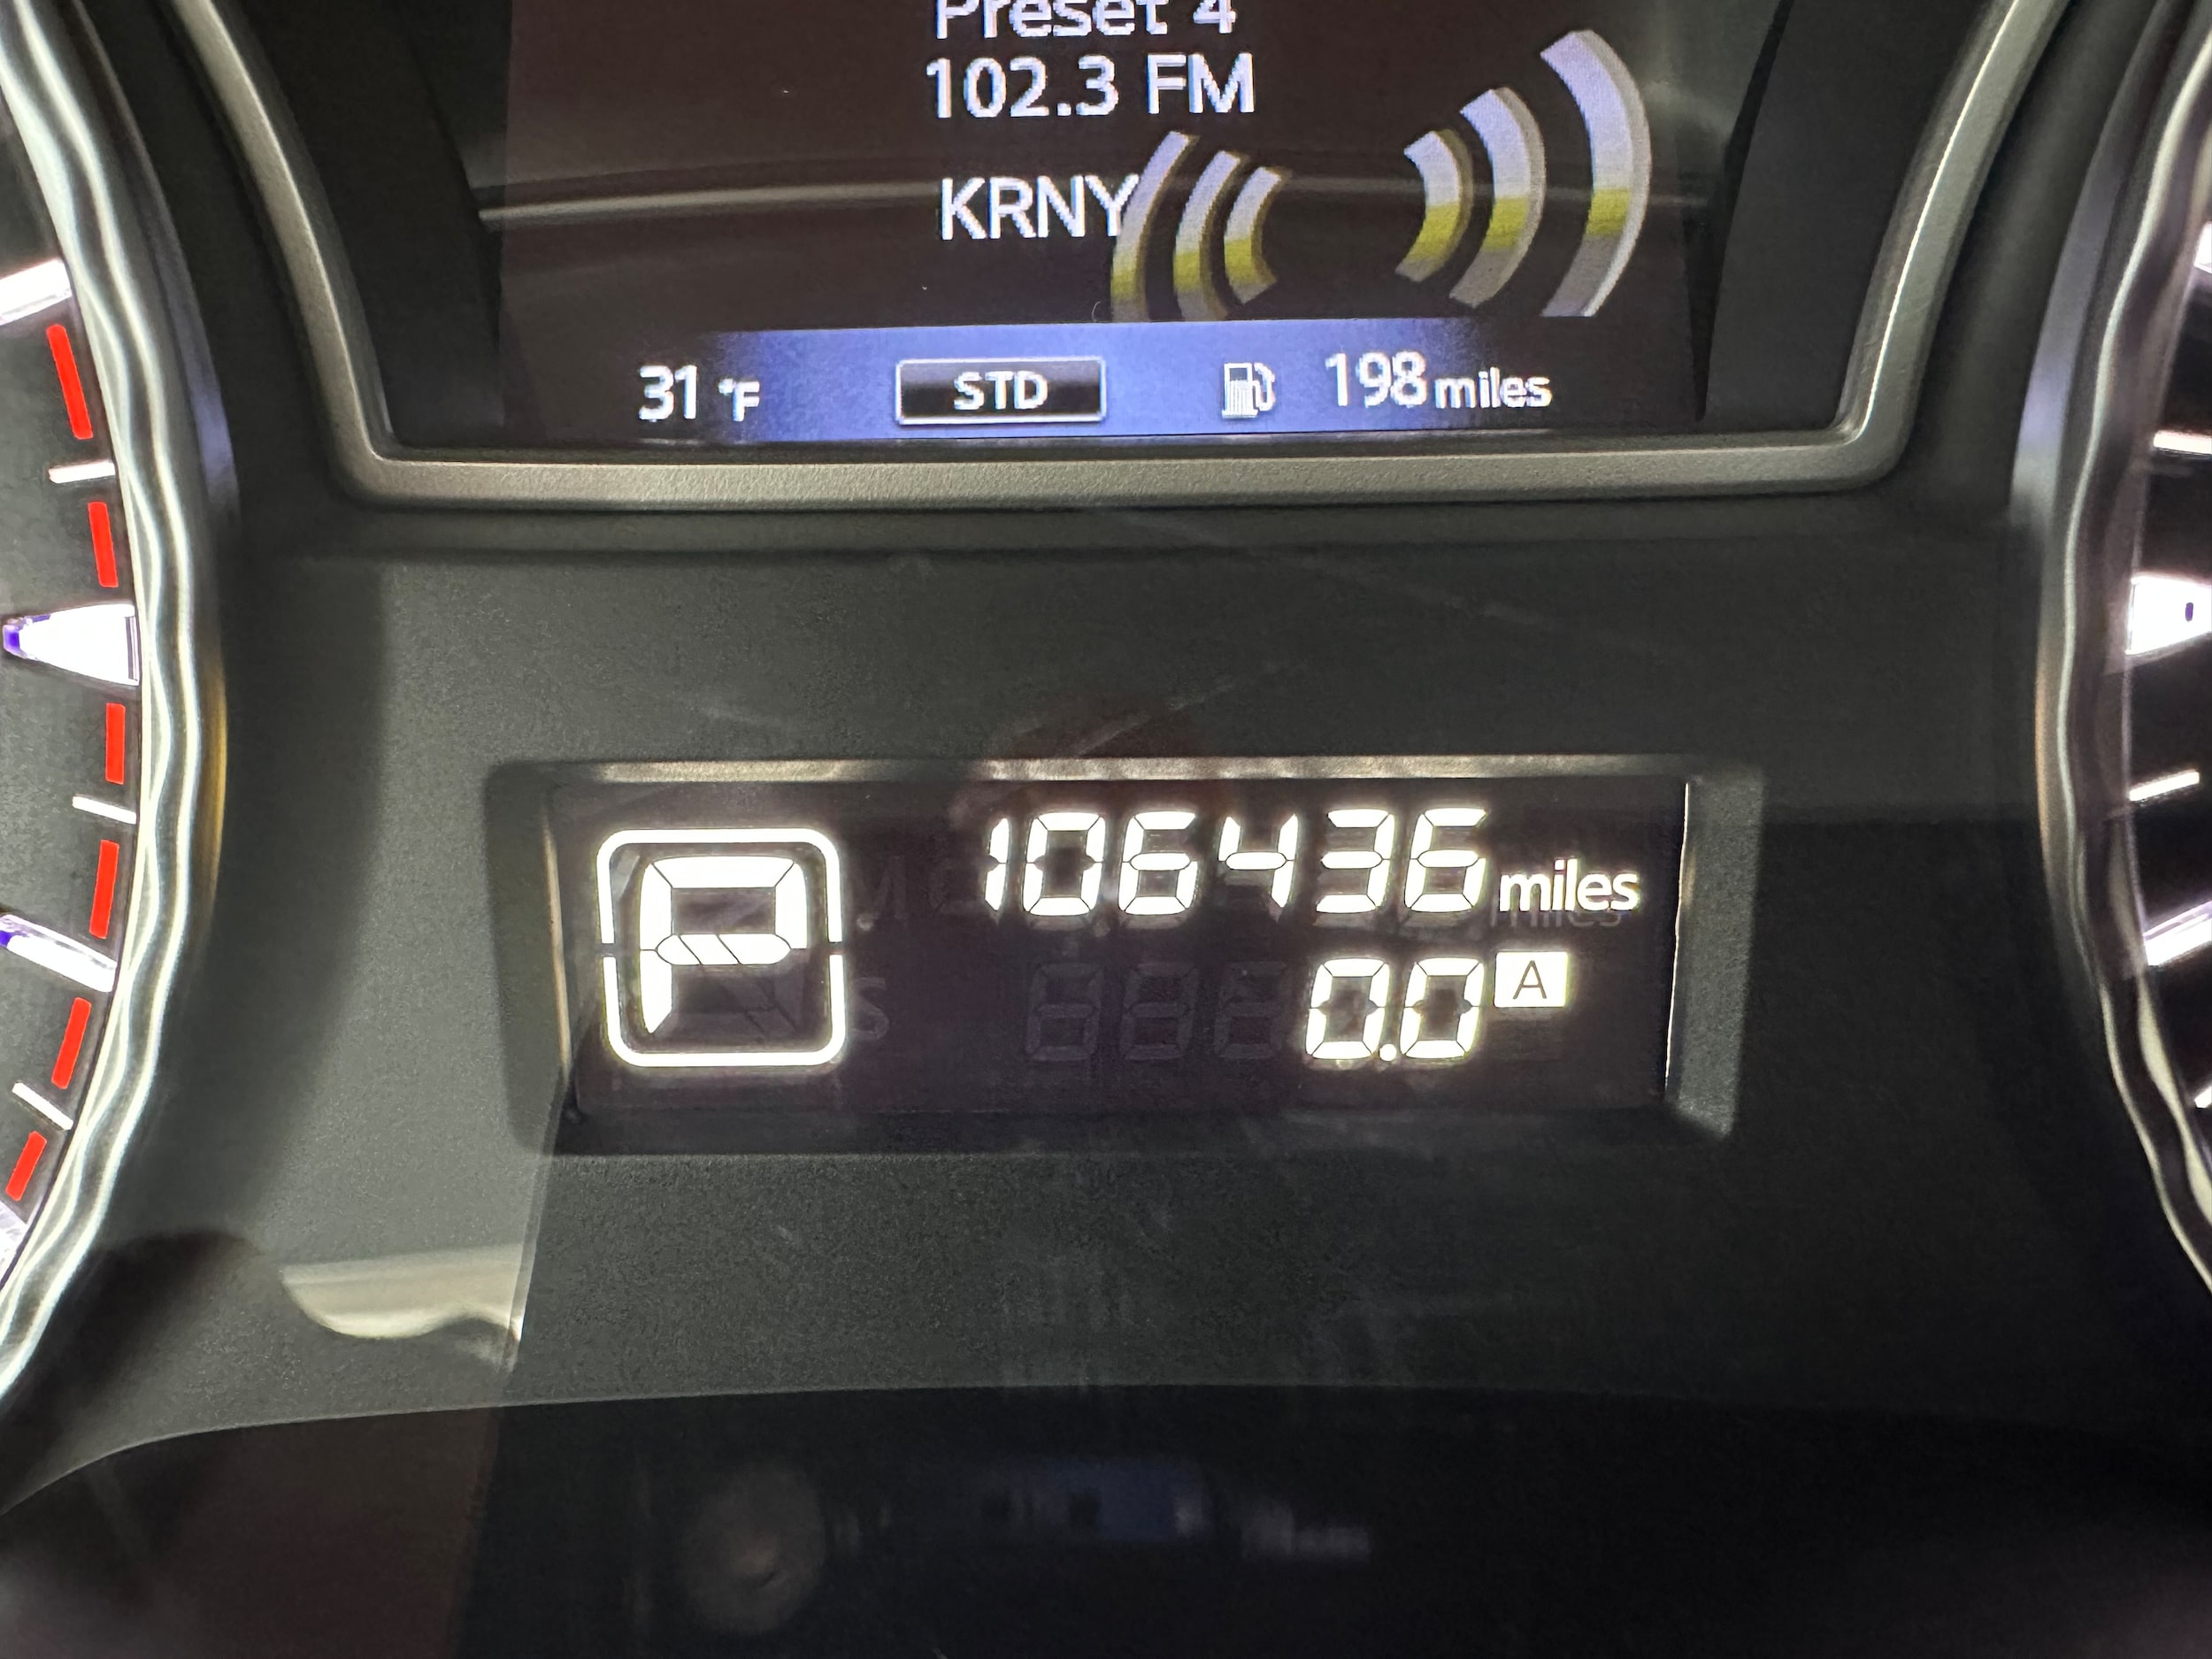 Preset 4
102.3 FM
KRNY
31 °F STD 198 miles
P 106436 miles
0.0 A